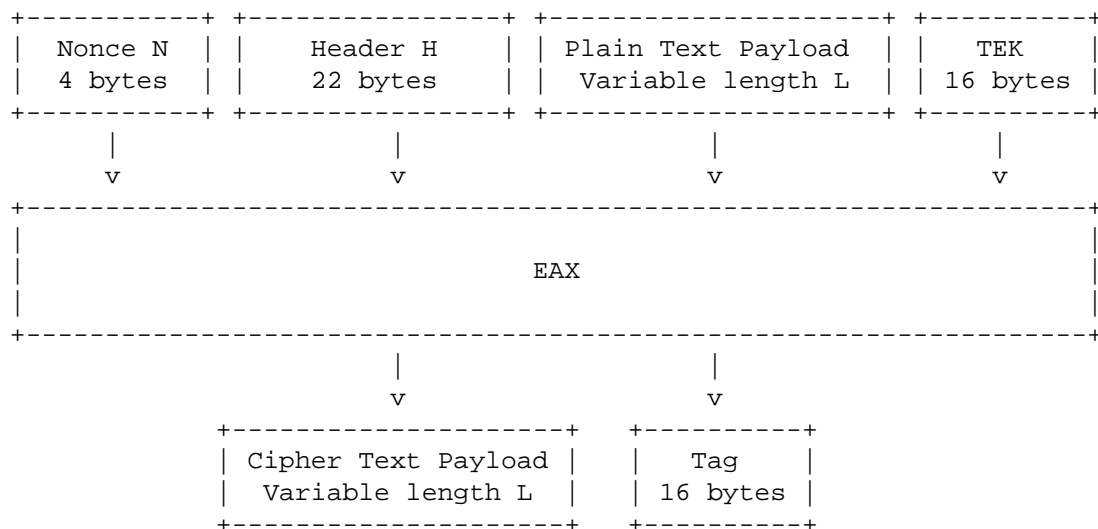 Nonce N Header H Plain Text Payload TEK
4 bytes 22 bytes Variable length L 16 bytes
EAX
Cipher Text Payload Tag
Variable length L 16 bytes